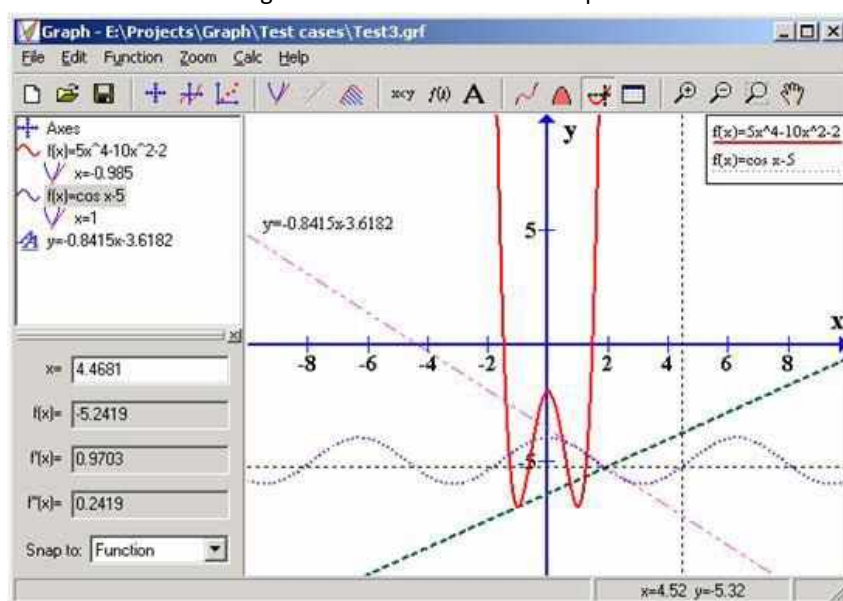 Graph - E:\Projects\Graph\Test cases\Test3.grf
File Edit Function Zoom Calc Help
x<y f(x) A
Axes
f(x)=5x^4-10x^2-2
x=-0.985
f(x)=cos x-5
x=1
y=-0.8415x-3.6182
x= 4.4681
f(x)= -5.2419
f'(x)= 0.9703
f''(x)= 0.2419
Snap to: Function
y
f(x)=5x^4-10x^2-2
f(x)=cos x-5
y=-0.8415x-3.6182
5
x
-8 -6 -4 -2 2 4 6 8
-5
x=4.52 y=-5.32